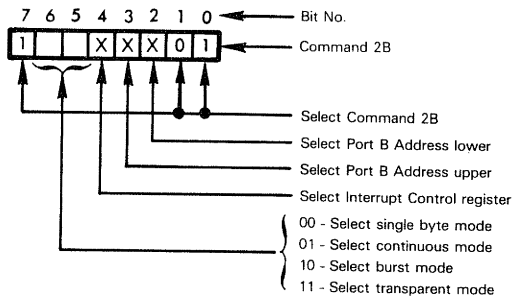 7 6 5 4 3 2 1 0 Bit No.
1 X X X 0 1 Command 2B
Select Command 2B
Select Port B Address lower
Select Port B Address upper
Select Interrupt Control register
00 - Select single byte mode
01 - Select continuous mode
10 - Select burst mode
11 - Select transparent mode